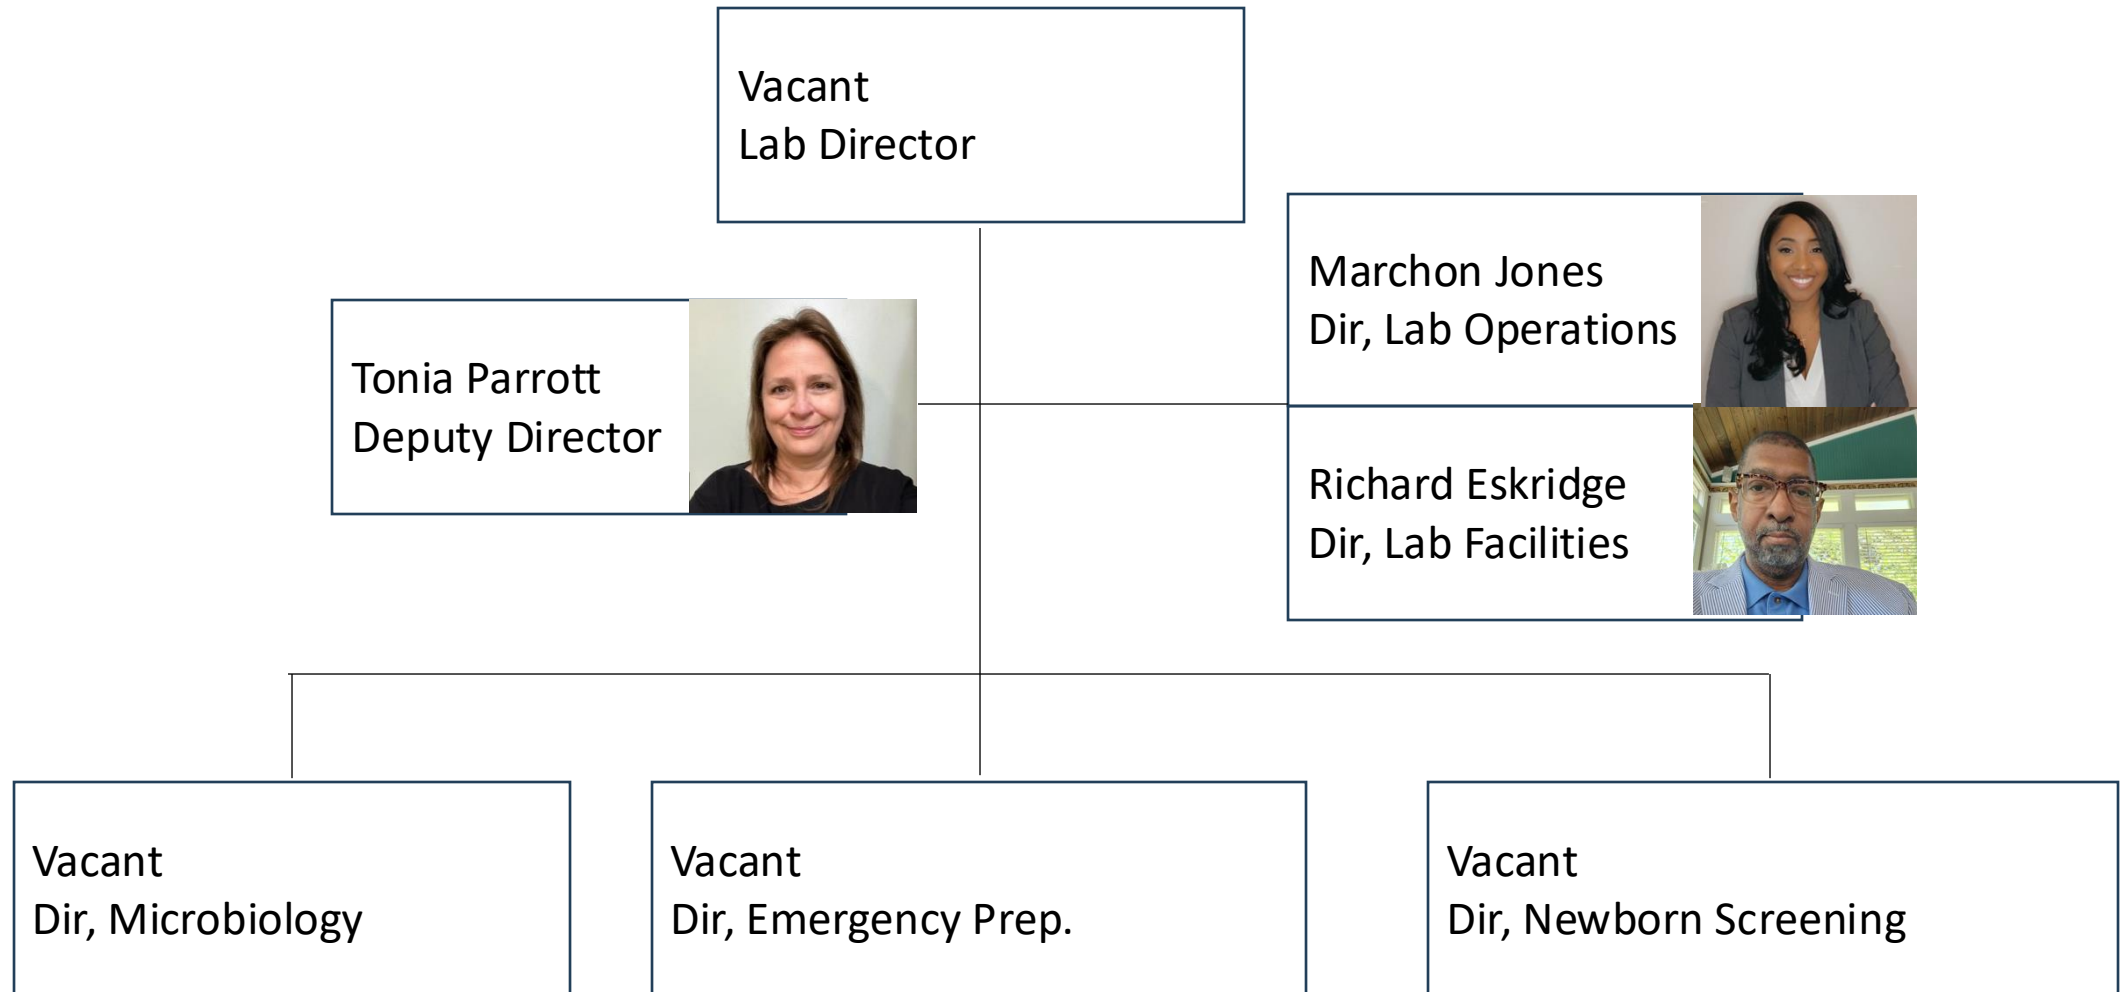 Vacant
Lab Director
Marchon Jones
Dir, Lab Operations
Tonia Parrott
Deputy Director
Richard Eskridge
Dir, Lab Facilities
Vacant
Dir, Microbiology
Vacant
Dir, Emergency Prep.
Vacant
Dir, Newborn Screening